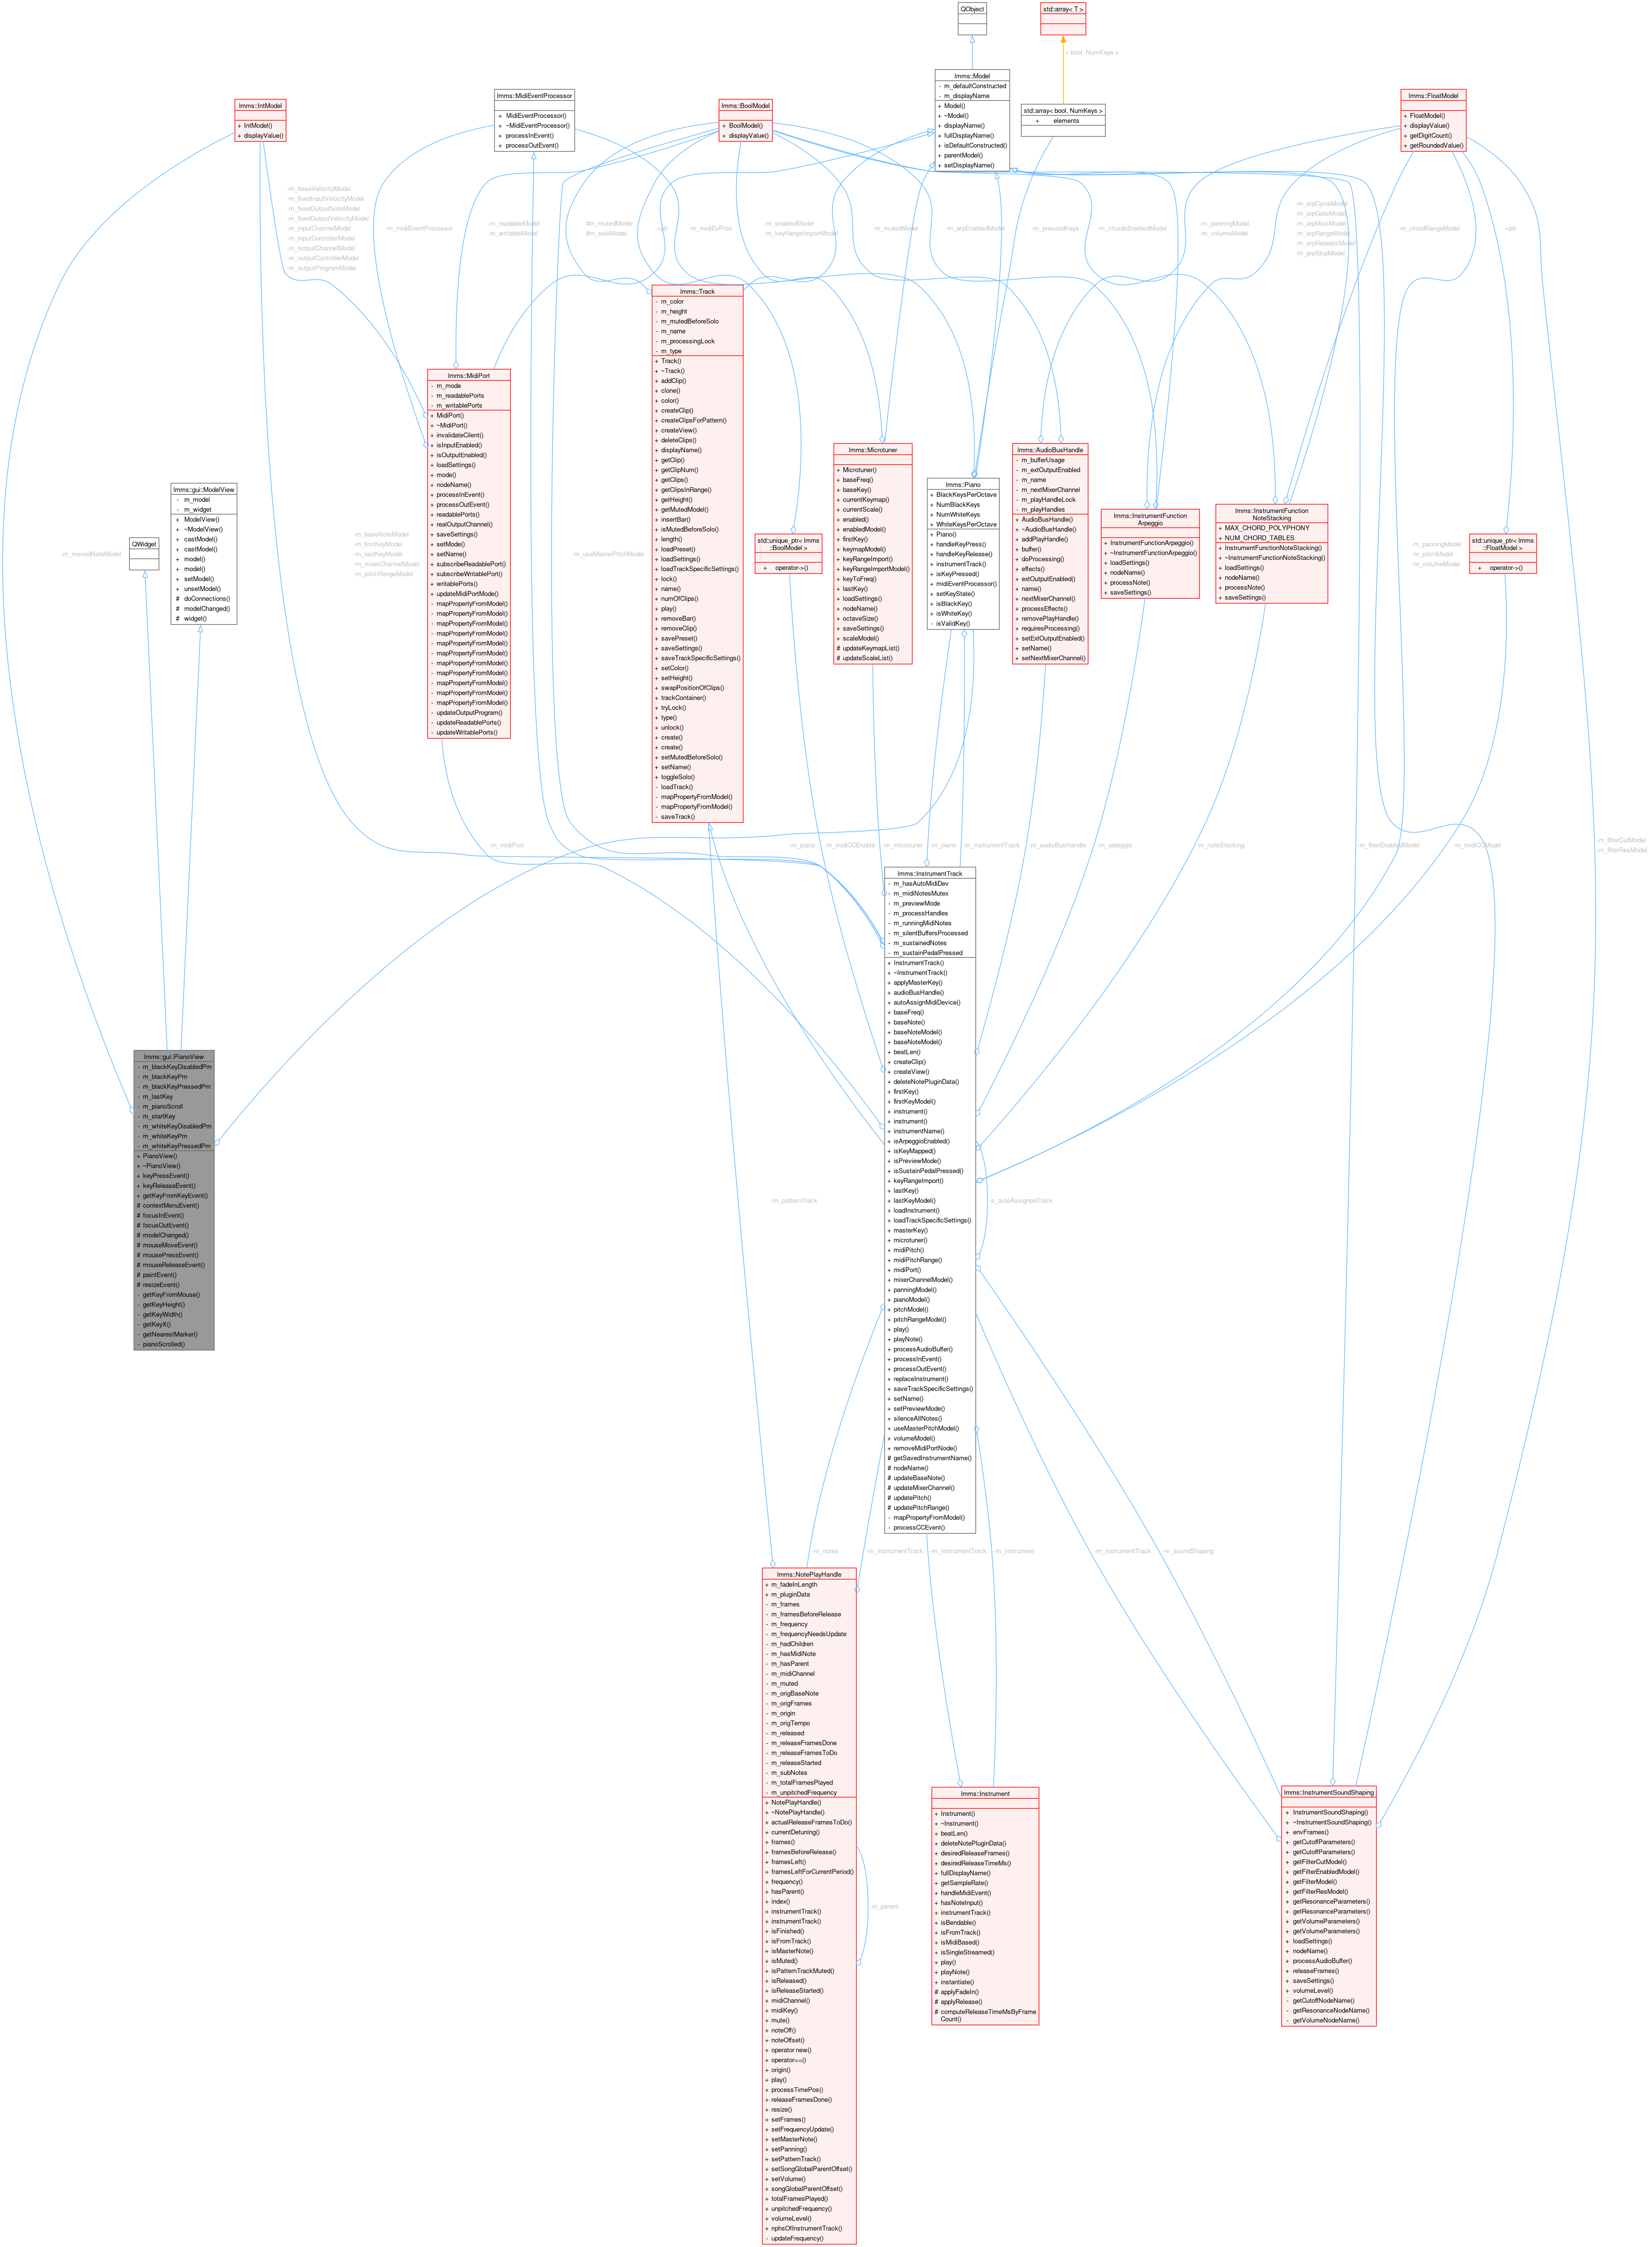 QObject
std::array< T >
< bool, NumKeys >
lmms::Model
- m_defaultConstructed
- m_displayName
+ Model()
+ ~Model()
+ displayName()
+ fullDisplayName()
+ isDefaultConstructed()
+ parentModel()
+ setDisplayName()
std::array< bool, NumKeys >
+ elements
lmms::IntModel
+ IntModel()
+ displayValue()
lmms::MidiEventProcessor
+ MidiEventProcessor()
+ ~MidiEventProcessor()
+ processInEvent()
+ processOutEvent()
lmms::BoolModel
+ BoolModel()
+ displayValue()
lmms::FloatModel
+ FloatModel()
+ displayValue()
+ getDigitCount()
+ getRoundedValue()
-m_baseVelocityModel
-m_fixedInputVelocityModel
-m_fixedOutputNoteModel
-m_fixedOutputVelocityModel
-m_inputChannelModel
-m_inputControllerModel
-m_outputChannelModel
-m_outputControllerModel
-m_outputProgramModel
-m_midiEventProcessor
-m_readableModel
-m_writableModel
#m_mutedModel
#m_soloModel
+ptr
-m_midiEvProc
-m_enabledModel
-m_keyRangeImportModel
-m_mutedModel
-m_arpEnabledModel
-m_pressedKeys
-m_chordsEnabledModel
-m_panningModel
-m_volumeModel
-m_arpCycleModel
-m_arpGateModel
-m_arpMissModel
-m_arpRangeModel
-m_arpRepeatsModel
-m_arpSkipModel
-m_chordRangeModel
+ptr
lmms::Track
- m_color
- m_height
- m_mutedBeforeSolo
- m_name
- m_processingLock
- m_type
+ Track()
+ ~Track()
+ addClip()
+ clone()
+ color()
+ createClip()
+ createClipsForPattern()
+ createView()
+ deleteClips()
+ displayName()
+ getClip()
+ getClipNum()
+ getClips()
+ getClipsInRange()
+ getHeight()
+ getMutedModel()
+ insertBar()
+ isMutedBeforeSolo()
+ length()
+ loadPreset()
+ loadSettings()
+ loadTrackSpecificSettings()
+ lock()
+ name()
+ numOfClips()
+ play()
+ removeBar()
+ removeClip()
+ savePreset()
+ saveSettings()
+ saveTrackSpecificSettings()
+ setColor()
+ setHeight()
+ swapPositionOfClips()
+ trackContainer()
+ tryLock()
+ type()
+ unlock()
+ create()
+ create()
+ setMutedBeforeSolo()
+ setName()
+ toggleSolo()
- loadTrack()
- mapPropertyFromModel()
- mapPropertyFromModel()
- saveTrack()
lmms::MidiPort
- m_mode
- m_readablePorts
- m_writablePorts
+ MidiPort()
+ ~MidiPort()
+ invalidateCilent()
+ isInputEnabled()
+ isOutputEnabled()
+ loadSettings()
+ mode()
+ nodeName()
+ processInEvent()
+ processOutEvent()
+ readablePorts()
+ realOutputChannel()
+ saveSettings()
+ setMode()
+ setName()
+ subscribeReadablePort()
+ subscribeWritablePort()
+ writablePorts()
+ updateMidiPortMode()
- mapPropertyFromModel()
- mapPropertyFromModel()
- mapPropertyFromModel()
- mapPropertyFromModel()
- mapPropertyFromModel()
- mapPropertyFromModel()
- mapPropertyFromModel()
- mapPropertyFromModel()
- mapPropertyFromModel()
- mapPropertyFromModel()
- mapPropertyFromModel()
- updateOutputProgram()
- updateReadablePorts()
- updateWritablePorts()
lmms::Microtuner
+ Microtuner()
+ baseFreq()
+ baseKey()
+ currentKeymap()
+ currentScale()
+ enabled()
+ enabledModel()
+ firstKey()
+ keymapModel()
+ keyRangeImport()
+ keyRangeImportModel()
+ keyToFreq()
+ lastKey()
+ loadSettings()
+ nodeName()
+ octaveSize()
+ saveSettings()
+ scaleModel()
# updateKeymapList()
# updateScaleList()
lmms::Piano
+ BlackKeysPerOctave
+ NumBlackKeys
+ NumWhiteKeys
+ WhiteKeysPerOctave
+ Piano()
+ handleKeyPress()
+ handleKeyRelease()
+ instrumentTrack()
+ isKeyPressed()
+ midiEventProcessor()
+ setKeyState()
+ isBlackKey()
+ isWhiteKey()
- isValidKey()
lmms::AudioBusHandle
- m_bufferUsage
- m_extOutputEnabled
- m_name
- m_nextMixerChannel
- m_playHandleLock
- m_playHandles
+ AudioBusHandle()
+ ~AudioBusHandle()
+ addPlayHandle()
+ buffer()
+ doProcessing()
+ effects()
+ extOutputEnabled()
+ name()
+ nextMixerChannel()
+ processEffects()
+ removePlayHandle()
+ requiresProcessing()
+ setExtOutputEnabled()
+ setName()
+ setNextMixerChannel()
lmms::InstrumentFunction
Arpeggio
+ InstrumentFunctionArpeggio()
+ ~InstrumentFunctionArpeggio()
+ loadSettings()
+ nodeName()
+ processNote()
+ saveSettings()
lmms::InstrumentFunction
NoteStacking
+ MAX_CHORD_POLYPHONY
+ NUM_CHORD_TABLES
+ InstrumentFunctionNoteStacking()
+ ~InstrumentFunctionNoteStacking()
+ loadSettings()
+ nodeName()
+ processNote()
+ saveSettings()
std::unique_ptr< lmms
::BoolModel >
+ operator->()
std::unique_ptr< lmms
::FloatModel >
+ operator->()
lmms::gui::ModelView
- m_model
- m_widget
+ ModelView()
+ ~ModelView()
+ castModel()
+ castModel()
+ model()
+ model()
+ setModel()
+ unsetModel()
# doConnections()
# modelChanged()
# widget()
QWidget
-m_movedNoteModel
-m_baseNoteModel
-m_firstKeyModel
-m_lastKeyModel
-m_mixerChannelModel
-m_pitchRangeModel
-m_useMasterPitchModel
-m_panningModel
-m_pitchModel
-m_volumeModel
-m_midiPort
-m_piano
-m_midiCCEnable
-m_microtuner
-m_piano
-m_instrumentTrack
-m_audioBusHandle
-m_arpeggio
-m_noteStacking
-m_filterEnabledModel
-m_midiCCModel
-m_filterCutModel
-m_filterResModel
lmms::InstrumentTrack
- m_hasAutoMidiDev
- m_midiNotesMutex
- m_previewMode
- m_processHandles
- m_runningMidiNotes
- m_silentBuffersProcessed
- m_sustainedNotes
- m_sustainPedalPressed
+ InstrumentTrack()
+ ~InstrumentTrack()
+ applyMasterKey()
+ audioBusHandle()
+ autoAssignMidiDevice()
+ baseFreq()
+ baseNote()
+ baseNoteModel()
+ baseNoteModel()
+ beatLen()
+ createClip()
+ createView()
+ deleteNotePluginData()
+ firstKey()
+ firstKeyModel()
+ instrument()
+ instrument()
+ instrumentName()
+ isArpeggioEnabled()
+ isKeyMapped()
+ isPreviewMode()
+ isSustainPedalPressed()
+ keyRangeImport()
+ lastKey()
+ lastKeyModel()
+ loadInstrument()
+ loadTrackSpecificSettings()
+ masterKey()
+ microtuner()
+ midiPitch()
+ midiPitchRange()
+ midiPort()
+ mixerChannelModel()
+ panningModel()
+ pianoModel()
+ pitchModel()
+ pitchRangeModel()
+ play()
+ playNote()
+ processAudioBuffer()
+ processInEvent()
+ processOutEvent()
+ replaceInstrument()
+ saveTrackSpecificSettings()
+ setName()
+ setPreviewMode()
+ silenceAllNotes()
+ useMasterPitchModel()
+ volumeModel()
+ removeMidiPortNode()
# getSavedInstrumentName()
# nodeName()
# updateBaseNote()
# updateMixerChannel()
# updatePitch()
# updatePitchRange()
- mapPropertyFromModel()
- processCCEvent()
-s_autoAssignedTrack
lmms::gui::PianoView
- m_blackKeyDisabledPm
- m_blackKeyPm
- m_blackKeyPressedPm
- m_lastKey
- m_pianoScroll
- m_startKey
- m_whiteKeyDisabledPm
- m_whiteKeyPm
- m_whiteKeyPressedPm
+ PianoView()
+ ~PianoView()
+ keyPressEvent()
+ keyReleaseEvent()
+ getKeyFromKeyEvent()
# contextMenuEvent()
# focusInEvent()
# focusOutEvent()
# modelChanged()
# mouseMoveEvent()
# mousePressEvent()
# mouseReleaseEvent()
# paintEvent()
# resizeEvent()
- getKeyFromMouse()
- getKeyHeight()
- getKeyWidth()
- getKeyX()
- getNearestMarker()
- pianoScrolled()
-m_patternTrack
-m_notes
-m_instrumentTrack
-m_instrumentTrack
-m_instrument
-m_instrumentTrack
-m_soundShaping
lmms::NotePlayHandle
+ m_fadeInLength
+ m_pluginData
- m_frames
- m_framesBeforeRelease
- m_frequency
- m_frequencyNeedsUpdate
- m_hadChildren
- m_hasMidiNote
- m_hasParent
- m_midiChannel
- m_muted
- m_origBaseNote
- m_origFrames
- m_origin
- m_origTempo
- m_released
- m_releaseFramesDone
- m_releaseFramesToDo
- m_releaseStarted
- m_subNotes
- m_totalFramesPlayed
- m_unpitchedFrequency
+ NotePlayHandle()
+ ~NotePlayHandle()
+ actualReleaseFramesToDo()
+ currentDetuning()
+ frames()
+ framesBeforeRelease()
+ framesLeft()
+ framesLeftForCurrentPeriod()
+ frequency()
+ hasParent()
+ index()
+ instrumentTrack()
+ instrumentTrack()
+ isFinished()
+ isFromTrack()
+ isMasterNote()
+ isMuted()
+ isPatternTrackMuted()
+ isReleased()
+ isReleaseStarted()
+ midiChannel()
+ midiKey()
+ mute()
+ noteOff()
+ noteOffset()
+ operator new()
+ operator==()
+ origin()
+ play()
+ processTimePos()
+ releaseFramesDone()
+ resize()
+ setFrames()
+ setFrequencyUpdate()
+ setMasterNote()
+ setPanning()
+ setPatternTrack()
+ setSongGlobalParentOffset()
+ setVolume()
+ songGlobalParentOffset()
+ totalFramesPlayed()
+ unpitchedFrequency()
+ volumeLevel()
+ nphsOfInstrumentTrack()
- updateFrequency()
-m_parent
lmms::Instrument
+ Instrument()
+ ~Instrument()
+ beatLen()
+ deleteNotePluginData()
+ desiredReleaseFrames()
+ desiredReleaseTimeMs()
+ fullDisplayName()
+ getSampleRate()
+ handleMidiEvent()
+ hasNoteInput()
+ instrumentTrack()
+ isBendable()
+ isFromTrack()
+ isMidiBased()
+ isSingleStreamed()
+ play()
+ playNote()
+ instantiate()
# applyFadeIn()
# applyRelease()
# computeReleaseTimeMsByFrame
Count()
lmms::InstrumentSoundShaping
+ InstrumentSoundShaping()
+ ~InstrumentSoundShaping()
+ envFrames()
+ getCutoffParameters()
+ getCutoffParameters()
+ getFilterCutModel()
+ getFilterEnabledModel()
+ getFilterModel()
+ getFilterResModel()
+ getResonanceParameters()
+ getResonanceParameters()
+ getVolumeParameters()
+ getVolumeParameters()
+ loadSettings()
+ nodeName()
+ processAudioBuffer()
+ releaseFrames()
+ saveSettings()
+ volumeLevel()
- getCutoffNodeName()
- getResonanceNodeName()
- getVolumeNodeName()